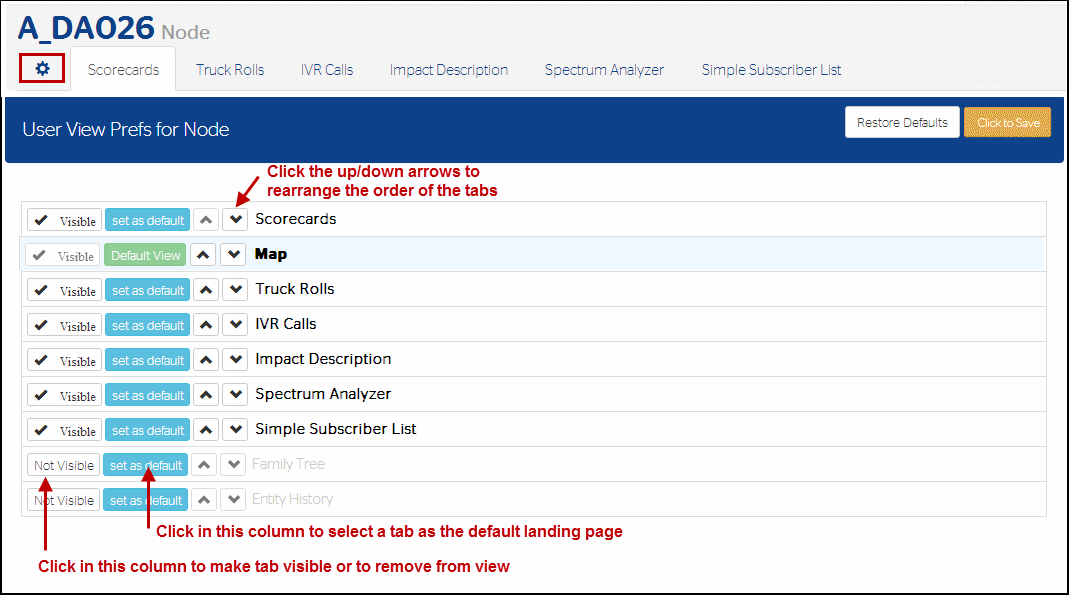 A_DAO26 Node
Scorecards Truck Rolls IVR Calls Impact Description Spectrum Analyzer Simple Subscriber List
User View Prefs for Node Restore Defaults Click to Save
Click the up/down arrows to
rearrange the order of the tabs
Visible set as default Scorecards
Visible Default View Map
Visible set as default Truck Rolls
Visible set as default IVR Calls
Visible set as default Impact Description
Visible set as default Spectrum Analyzer
Visible set as default Simple Subscriber List
Not Visible set as default Family Tree
Not Visible set as default Entity History
Click in this column to select a tab as the default landing page
Click in this column to make tab visible or to remove from view